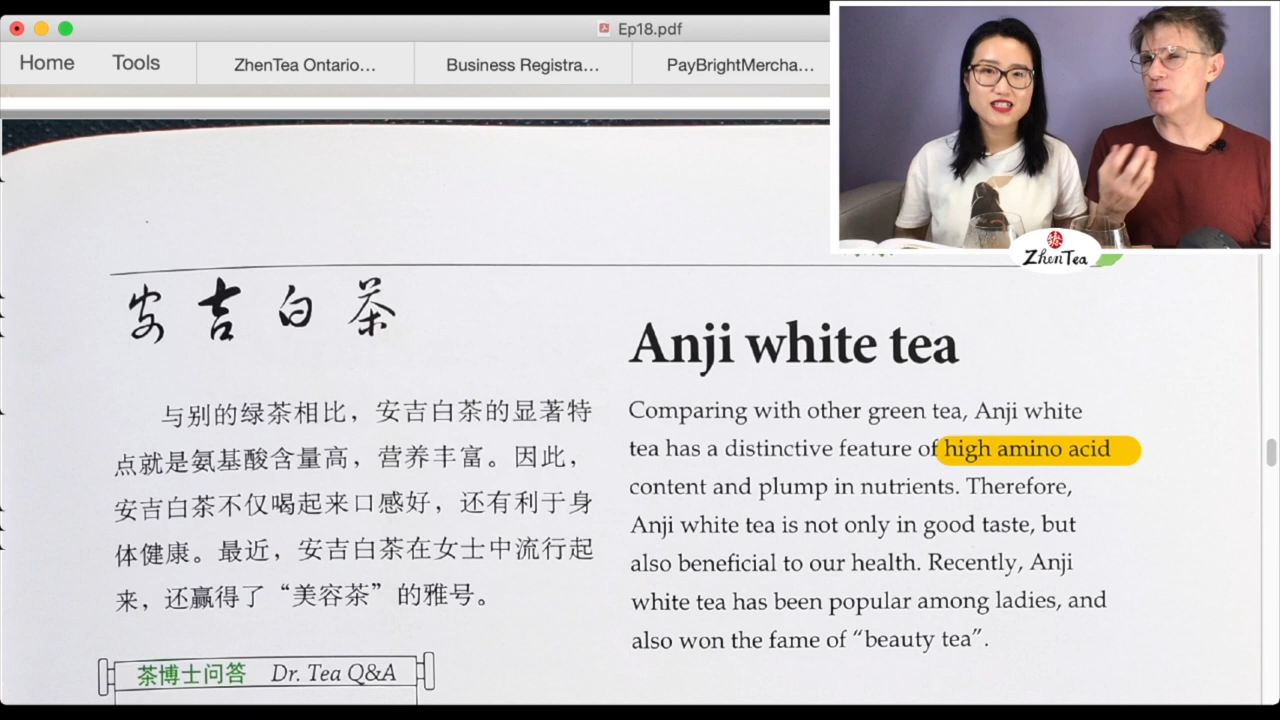 Ep18.pdf
Home Tools ZhenTea Ontario… Business Registra… PayBrightMercha…
ZhenTea
安吉白茶
与别的绿茶相比，安吉白茶的显著特
点就是氨基酸含量高，营养丰富。因此，
安吉白茶不仅喝起来口感好，还有利于身
体健康。最近，安吉白茶在女士中流行起
来，还赢得了“美容茶”的雅号。
茶博士问答 Dr. Tea Q&A
Anji white tea
Comparing with other green tea, Anji white
tea has a distinctive feature of high amino acid
content and plump in nutrients. Therefore,
Anji white tea is not only in good taste, but
also beneficial to our health. Recently, Anji
white tea has been popular among ladies, and
also won the fame of “beauty tea”.